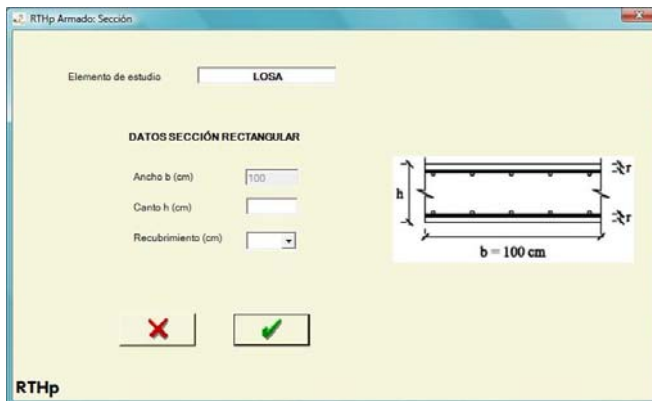 RTHp Armado: Sección
Elemento de estudio LOSA
DATOS SECCIÓN RECTANGULAR
Ancho b (cm) 100
Canto h (cm)
Recubrimiento (cm)
h
r
r
b = 100 cm
RTHp